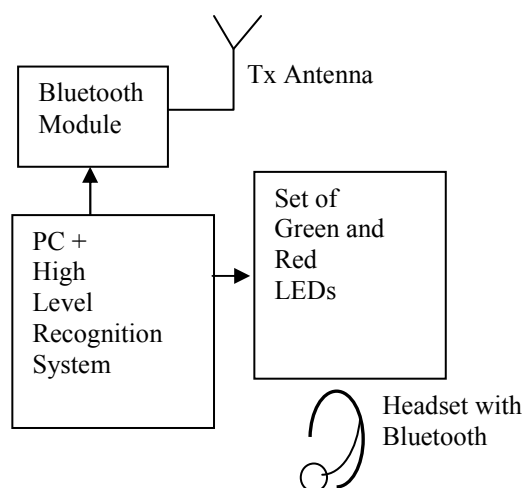 Tx Antenna
Bluetooth
Module
PC +
High
Level
Recognition
System
Set of
Green and
Red
LEDs
Headset with
Bluetooth